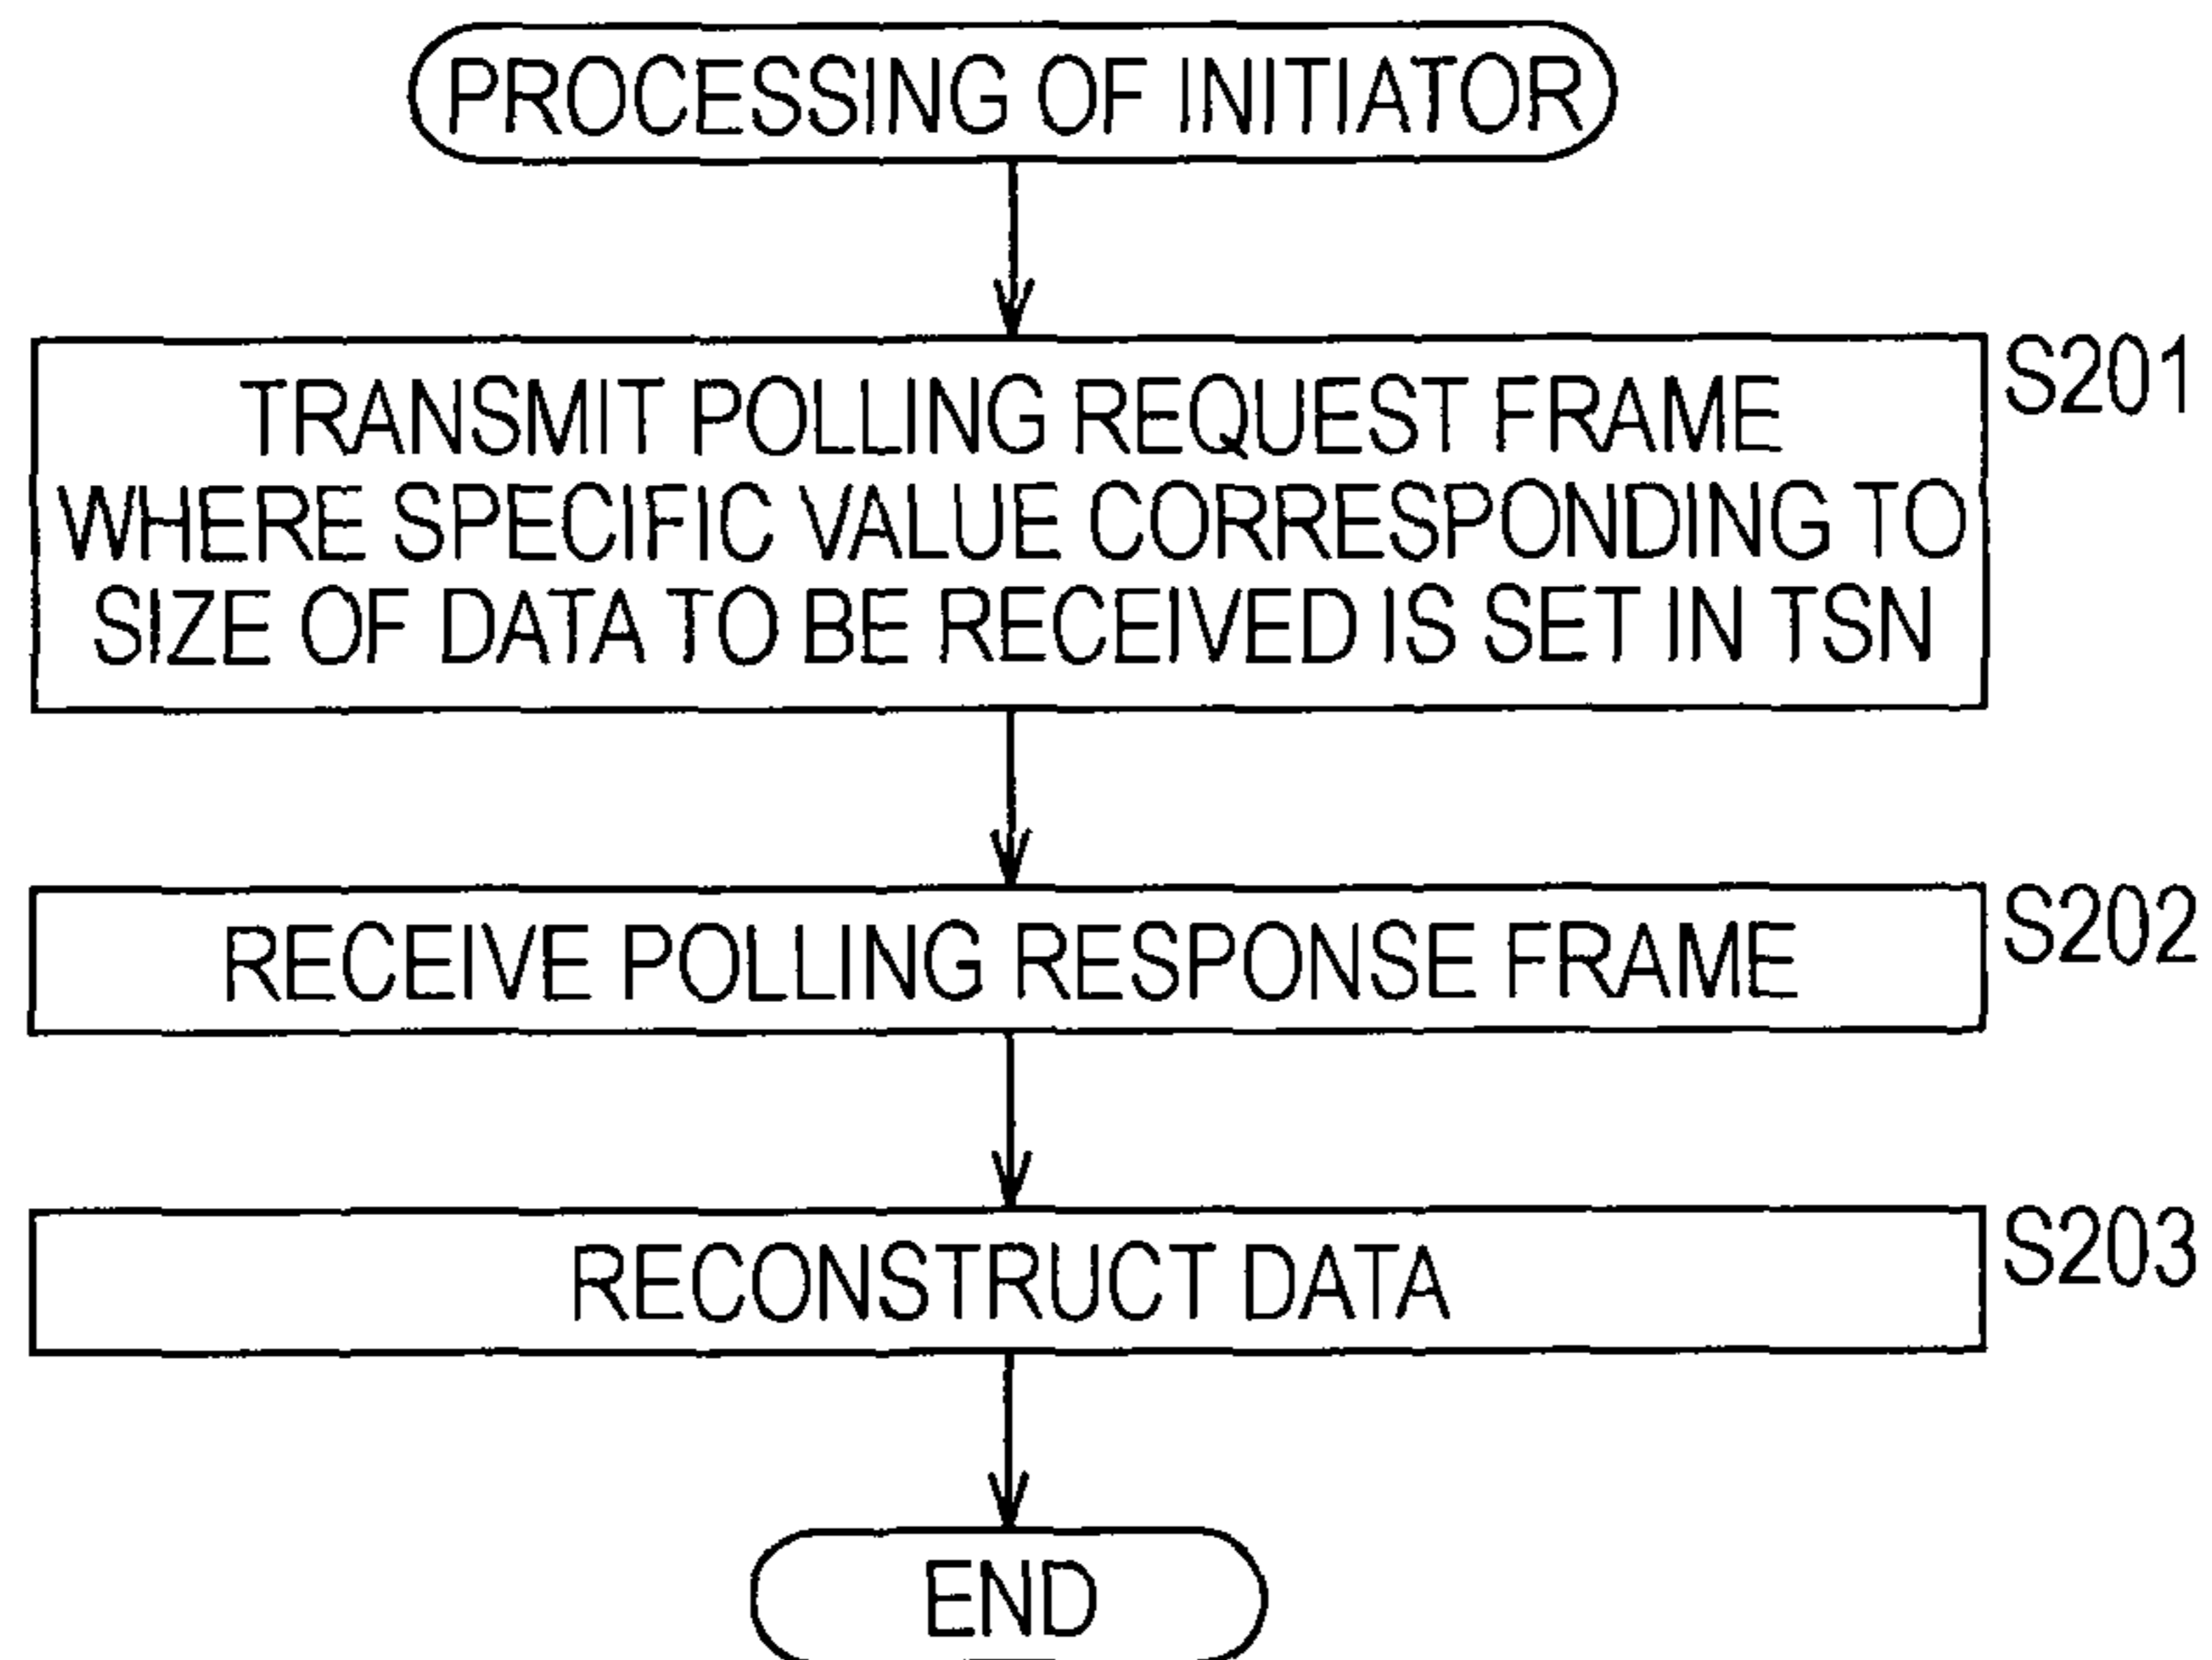 PROCESSING OF INITIATOR
S201
TRANSMIT POLLING REQUEST FRAME
WHERE SPECIFIC VALUE CORRESPONDING TO
SIZE OF DATA TO BE RECEIVED IS SET IN TSN
S202
RECEIVE POLLING RESPONSE FRAME
S203
RECONSTRUCT DATA
END